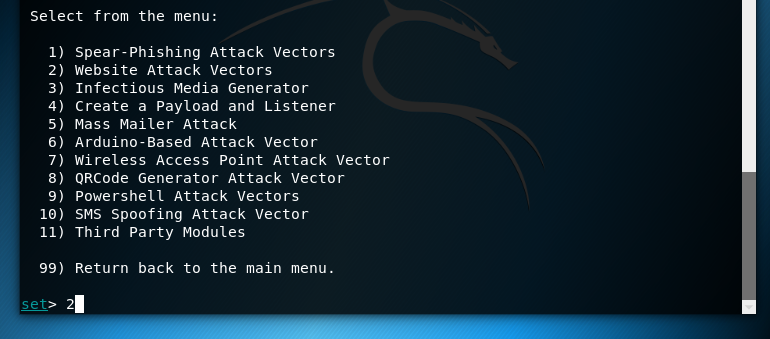 Select from the menu:
1) Spear-Phishing Attack Vectors
2) Website Attack Vectors
3) Infectious Media Generator
4) Create a Payload and Listener
5) Mass Mailer Attack
6) Arduino-Based Attack Vector
7) Wireless Access Point Attack Vector
8) QRCode Generator Attack Vector
9) Powershell Attack Vectors
10) SMS Spoofing Attack Vector
11) Third Party Modules
99) Return back to the main menu.
set> 2